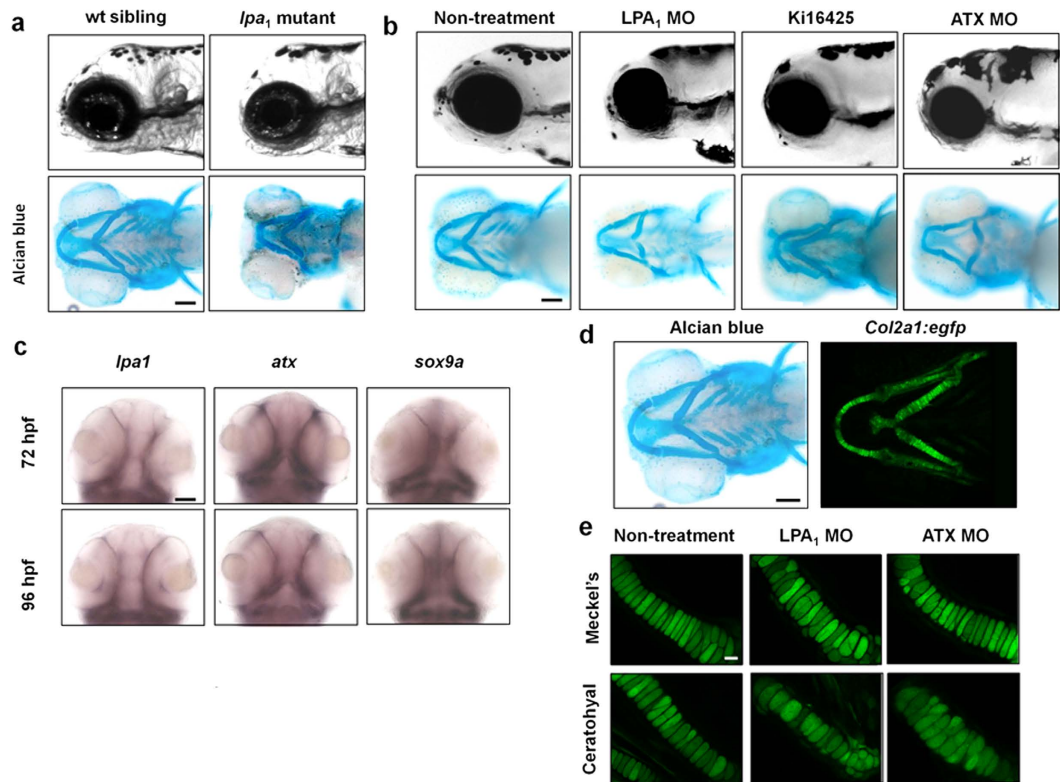 a
wt sibling
lpa₁ mutant
Alcian blue
b
Non-treatment
LPA₁ MO
Ki16425
ATX MO
c
lpa1
atx
sox9a
72 hpf
96 hpf
d
Alcian blue
Col2a1:egfp
e
Non-treatment
LPA₁ MO
ATX MO
Meckel's
Ceratohyal